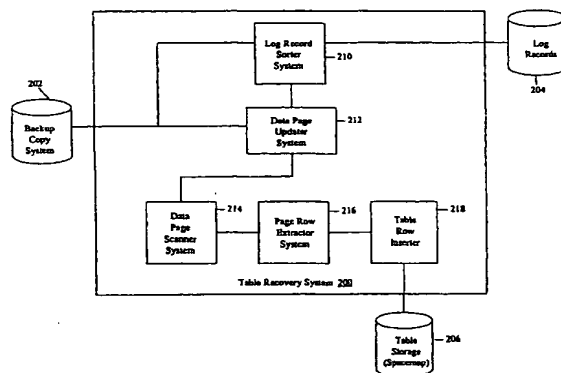 Log Record
Sorter
System
210
Log
Records
204
202
Backup
Copy
System
Data Page
Updater
System
212
Data
Page
Scanner
System
214
Page Row
Extractor
System
216
Table
Row
Inserter
218
Table Recovery System 200
Table
Storage
(Spacemap)
206